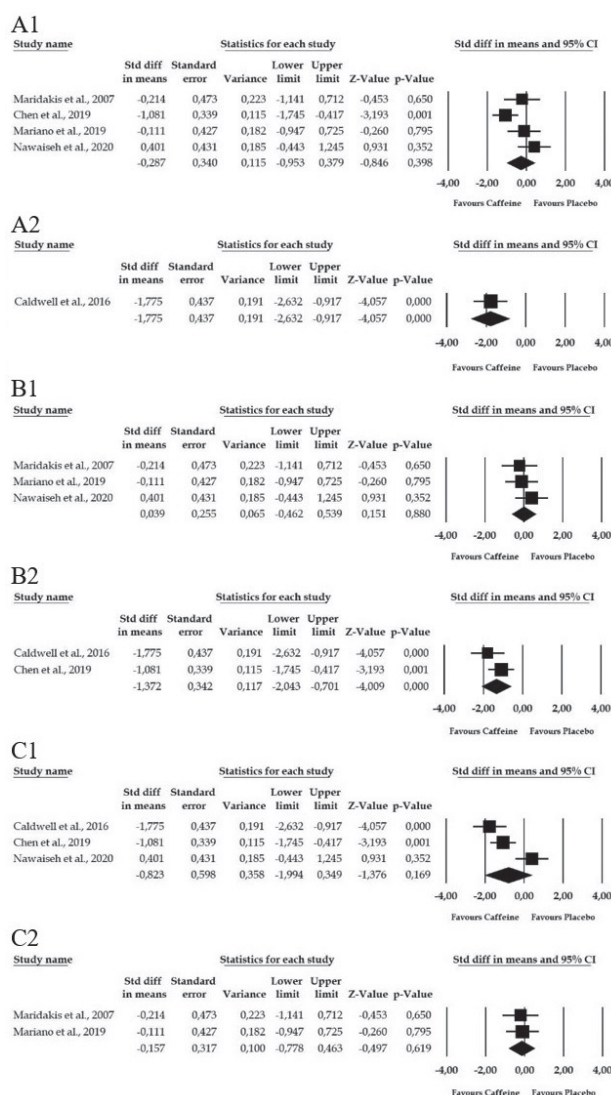 A1
Study name Statistics for each study Std diff in means and 95% CI
Std diff Standard Lower Upper
in means error Variance limit limit Z-Value p-Value
Maridakis et al., 2007 -0,214 0,473 0,223 -1,141 0,712 -0,453 0,650
Chen et al., 2019 -1,081 0,339 0,115 -1,745 -0,417 -3,193 0,001
Mariano et al., 2019 -0,111 0,427 0,182 -0,947 0,725 -0,260 0,795
Nawaiseh et al., 2020 0,401 0,431 0,185 -0,443 1,245 0,931 0,352
-0,287 0,340 0,115 -0,953 0,379 -0,846 0,398
-4,00 -2,00 0,00 2,00 4,00
Favours Caffeine Favours Placebo
A2
Study name Statistics for each study Std diff in means and 95% CI
Std diff Standard Lower Upper
in means error Variance limit limit Z-Value p-Value
Caldwell et al., 2016 -1,775 0,437 0,191 -2,632 -0,917 -4,057 0,000
-1,775 0,437 0,191 -2,632 -0,917 -4,057 0,000
-4,00 -2,00 0,00 2,00 4,00
Favours Caffeine Favours Placebo
B1
Study name Statistics for each study Std diff in means and 95% CI
Std diff Standard Lower Upper
in means error Variance limit limit Z-Value p-Value
Maridakis et al., 2007 -0,214 0,473 0,223 -1,141 0,712 -0,453 0,650
Mariano et al., 2019 -0,111 0,427 0,182 -0,947 0,725 -0,260 0,795
Nawaiseh et al., 2020 0,401 0,431 0,185 -0,443 1,245 0,931 0,352
0,039 0,255 0,065 -0,462 0,539 0,151 0,880
-4,00 -2,00 0,00 2,00 4,00
Favours Caffeine Favours Placebo
B2
Study name Statistics for each study Std diff in means and 95% CI
Std diff Standard Lower Upper
in means error Variance limit limit Z-Value p-Value
Caldwell et al., 2016 -1,775 0,437 0,191 -2,632 -0,917 -4,057 0,000
Chen et al., 2019 -1,081 0,339 0,115 -1,745 -0,417 -3,193 0,001
-1,372 0,342 0,117 -2,043 -0,701 -4,009 0,000
-4,00 -2,00 0,00 2,00 4,00
Favours Caffeine Favours Placebo
C1
Study name Statistics for each study Std diff in means and 95% CI
Std diff Standard Lower Upper
in means error Variance limit limit Z-Value p-Value
Caldwell et al., 2016 -1,775 0,437 0,191 -2,632 -0,917 -4,057 0,000
Chen et al., 2019 -1,081 0,339 0,115 -1,745 -0,417 -3,193 0,001
Nawaiseh et al., 2020 0,401 0,431 0,185 -0,443 1,245 0,931 0,352
-0,823 0,598 0,358 -1,994 0,349 -1,376 0,169
-4,00 -2,00 0,00 2,00 4,00
Favours Caffeine Favours Placebo
C2
Study name Statistics for each study Std diff in means and 95% CI
Std diff Standard Lower Upper
in means error Variance limit limit Z-Value p-Value
Maridakis et al., 2007 -0,214 0,473 0,223 -1,141 0,712 -0,453 0,650
Mariano et al., 2019 -0,111 0,427 0,182 -0,947 0,725 -0,260 0,795
-0,157 0,317 0,100 -0,778 0,463 -0,497 0,619
-4,00 -2,00 0,00 2,00 4,00
Favours Caffeine Favours Placebo